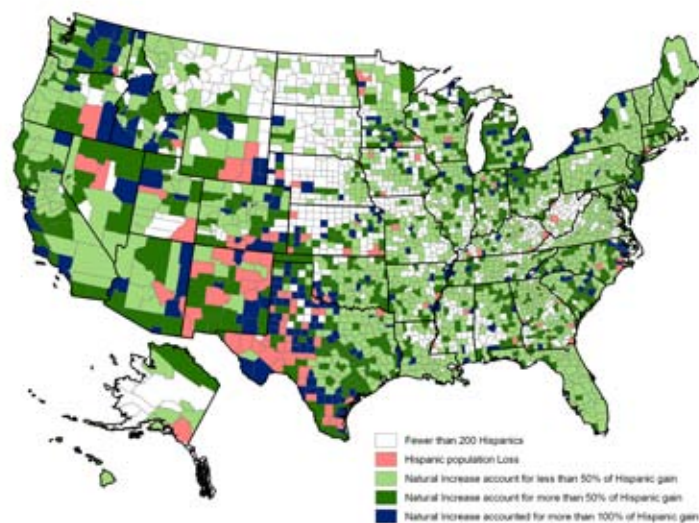 Fewer than 200 Hispanics
Hispanic population Loss
Natural Increase account for less than 50% of Hispanic gain
Natural Increase account for more than 50% of Hispanic gain
Natural Increase accounted for more than 100% of Hispanic gain